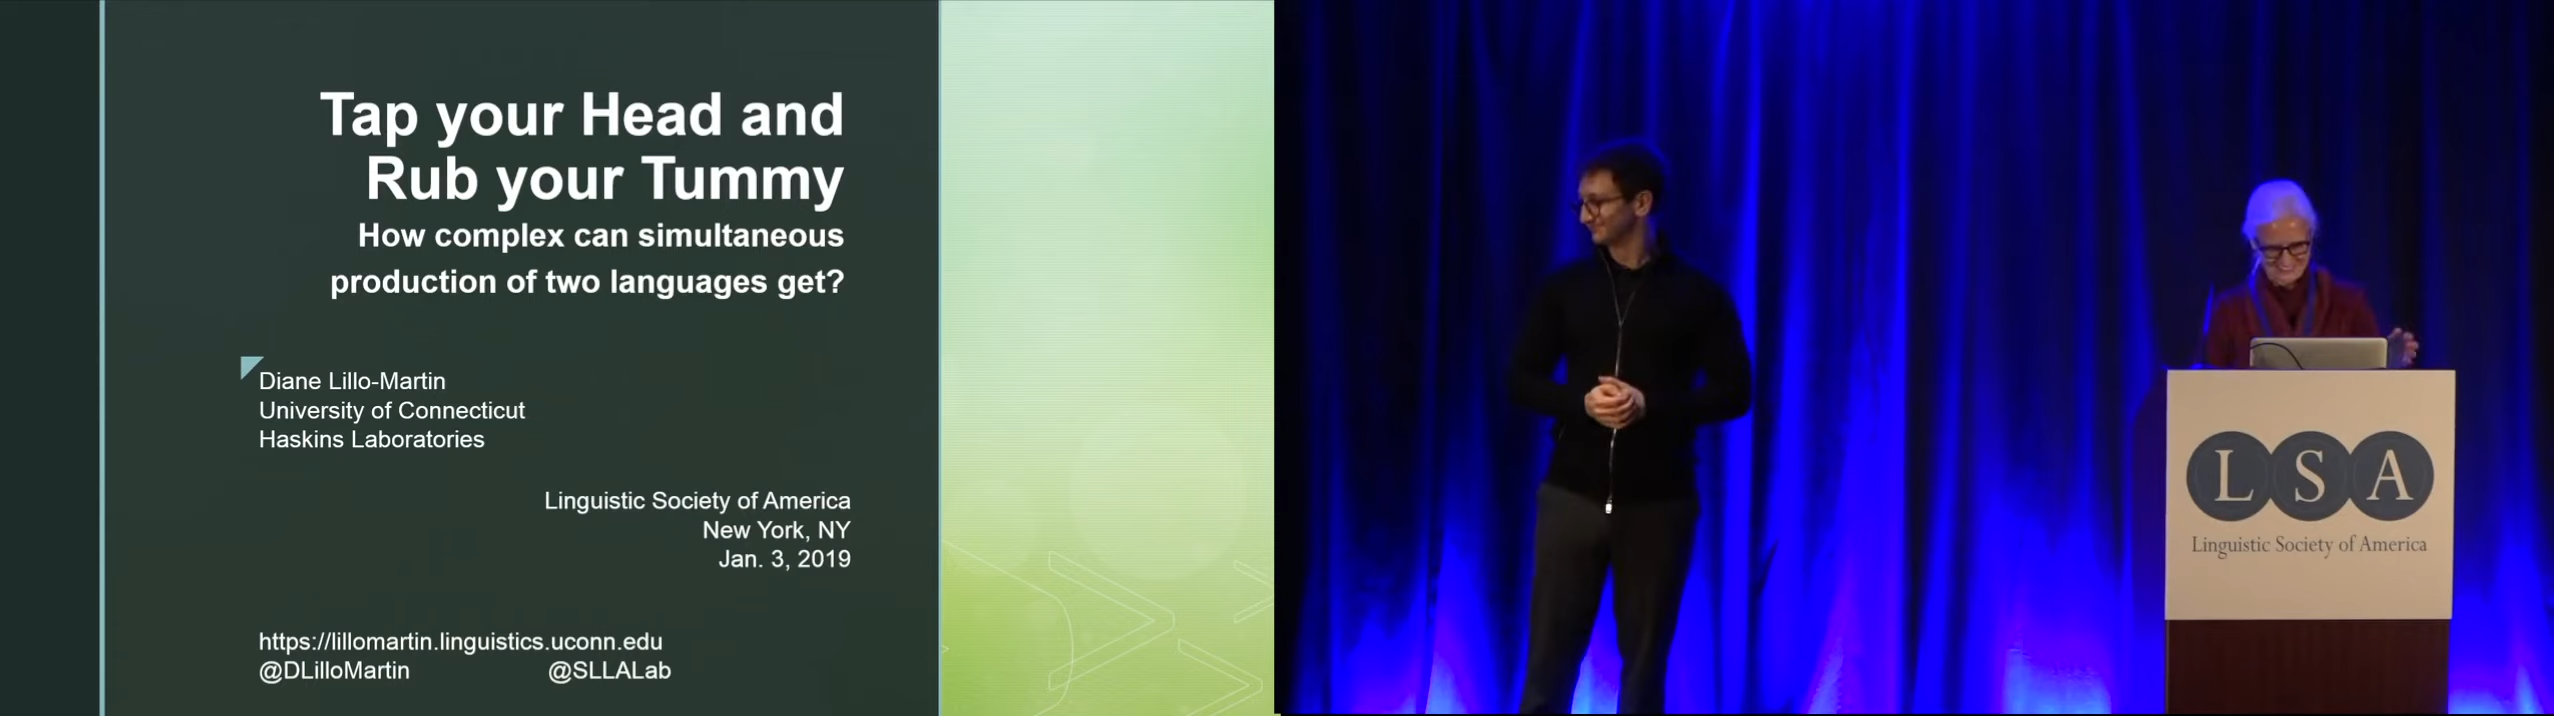 Tap your Head and
Rub your Tummy
How complex can simultaneous
production of two languages get?
Diane Lillo-Martin
University of Connecticut
Haskins Laboratories
Linguistic Society of America
New York, NY
Jan. 3, 2019
https://lillomartin.linguistics.uconn.edu
@DLilloMartin @SLLALab
LSA
Linguistic Society of America